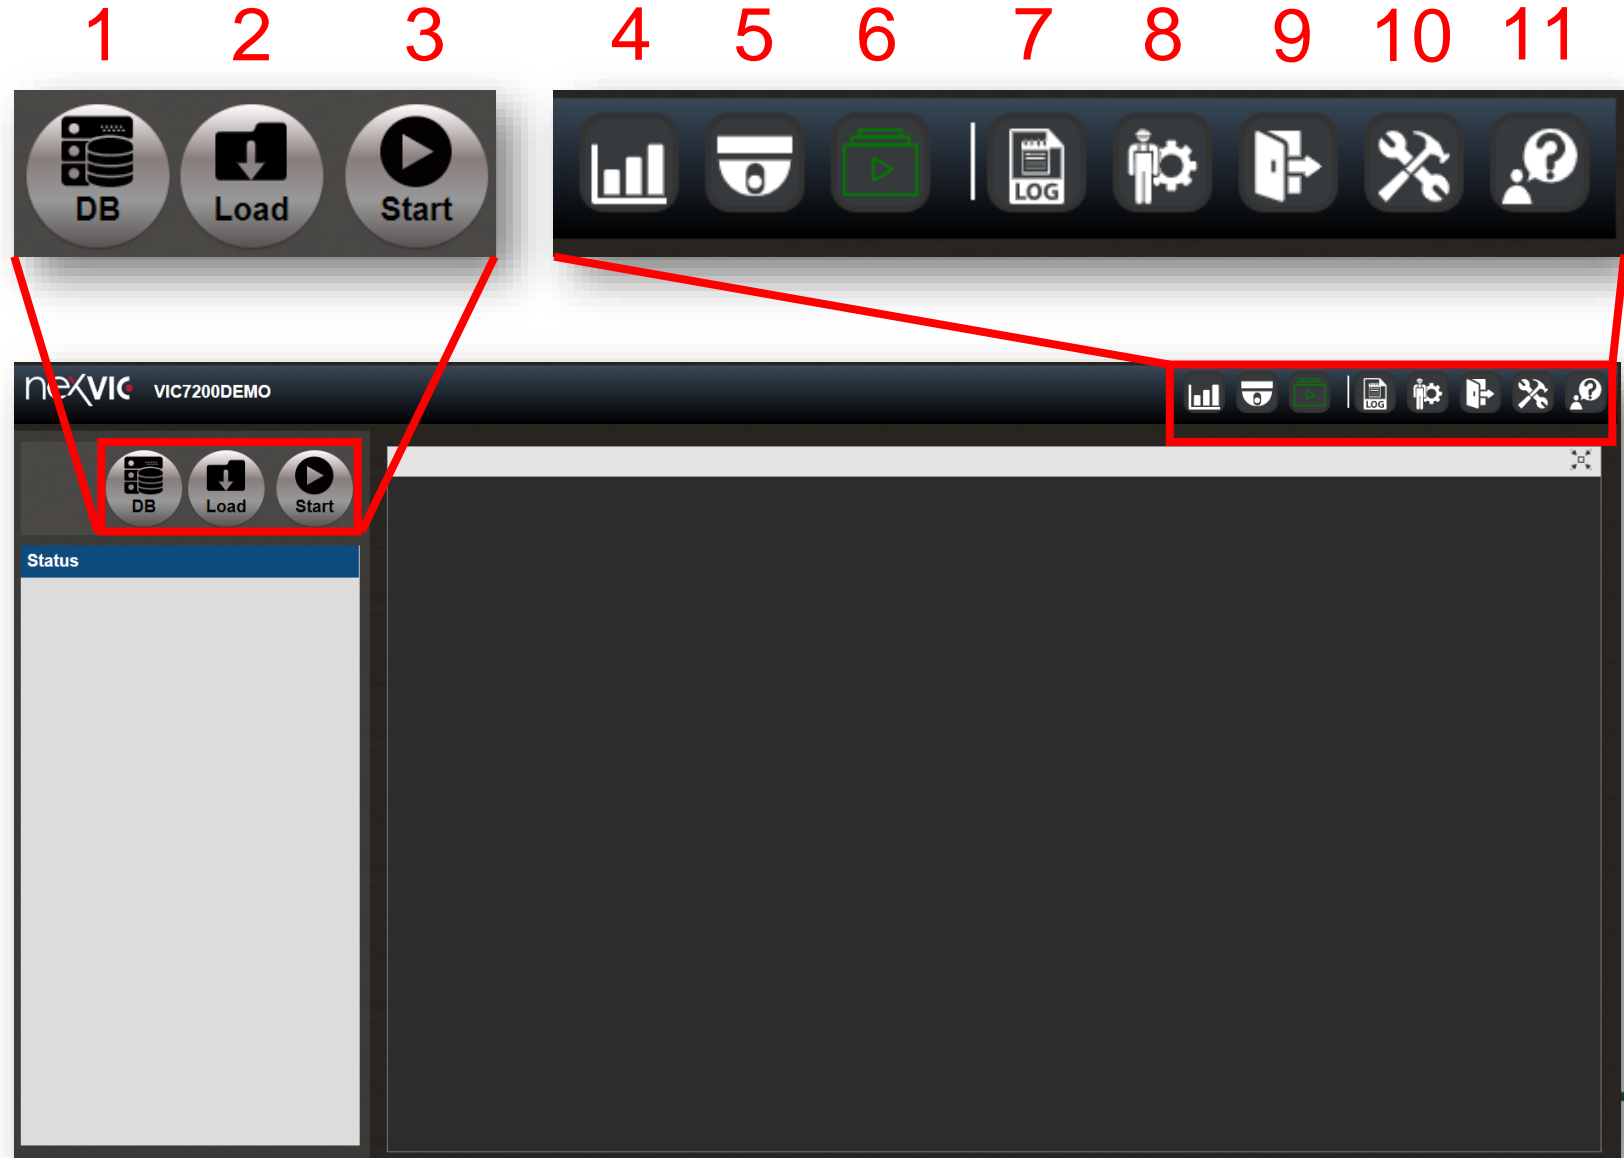 1 2 3 4 5 6 7 8 9 10 11
DB Load Start LOG
nexvic VIC7200DEMO LOG
DB Load Start
Status